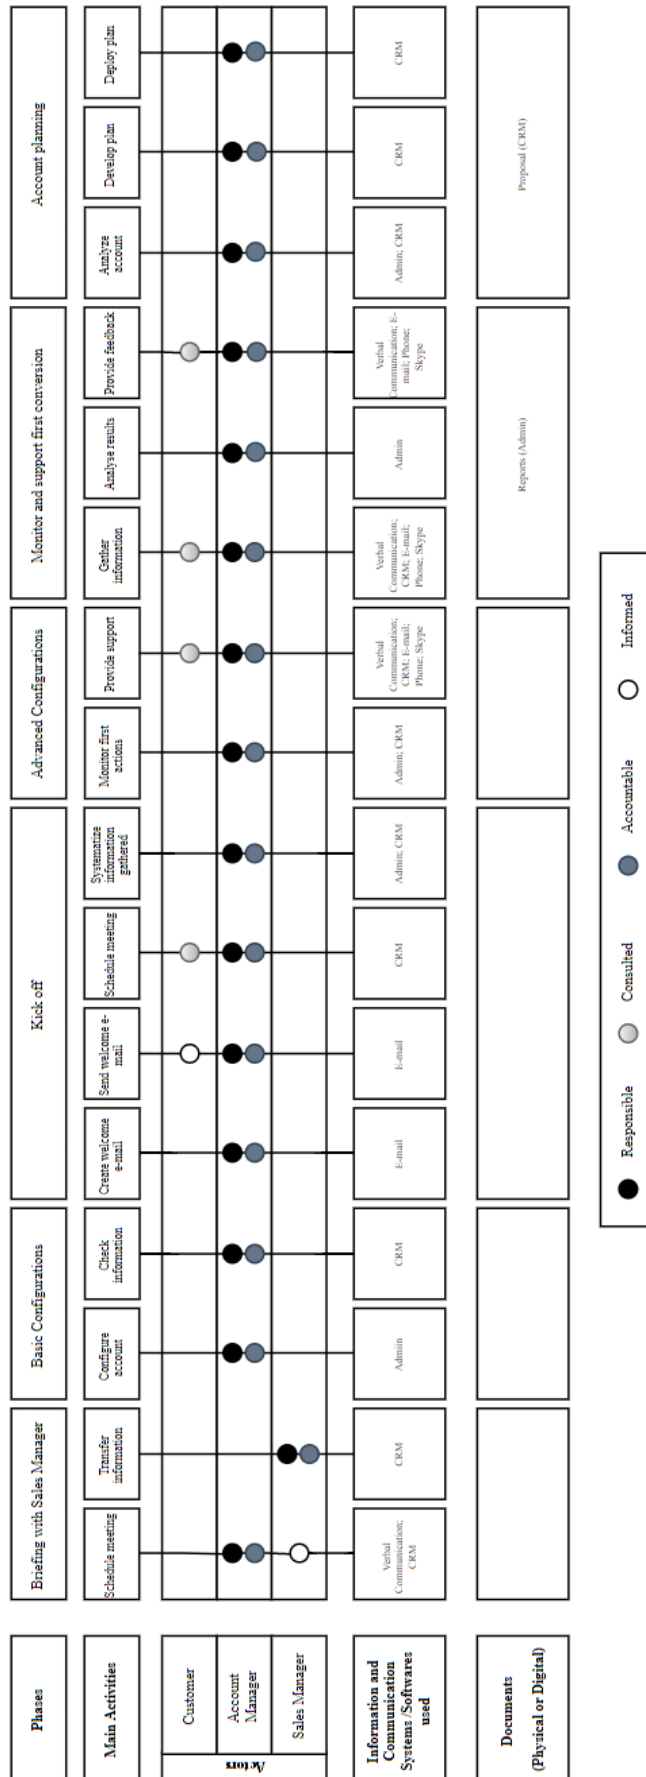 Phases
Briefing with Sales Manager
Basic Configurations
Kick off
Advanced Configurations
Monitor and support first conversion
Account planning
Main Activities
Schedule meeting
Transfer
information
Configure
account
Check
information
Create welcome
e-mail
Send welcome e-
mail
Schedule meeting
Systematize
information
gathered
Monitor first
actions
Provide support
Gather
information
Analyse results
Provide feedback
Analyze
account
Develop plan
Deploy plan
Actors
Customer
Account
Manager
Sales Manager
Information and
Communication
Systems /Softwares
used
Verbal
Communication;
CRM
CRM
Admiin
CRM
E-mail
E-mail
CRM
Admin; CRM
Admin; CRM
Verbal
Communication;
CRM; E-mail;
Phone; Skype
Verbal
Communication;
CRM; E-mail;
Phone; Skype
Admin
Verbal
Communication; E-
mail; Phone;
Skype
Admin; CRM
CRM
CRM
Documents
(Physical or Digital)
Reports (Admin)
Proposal (CRM)
Responsible
Consulted
Accountable
Informed